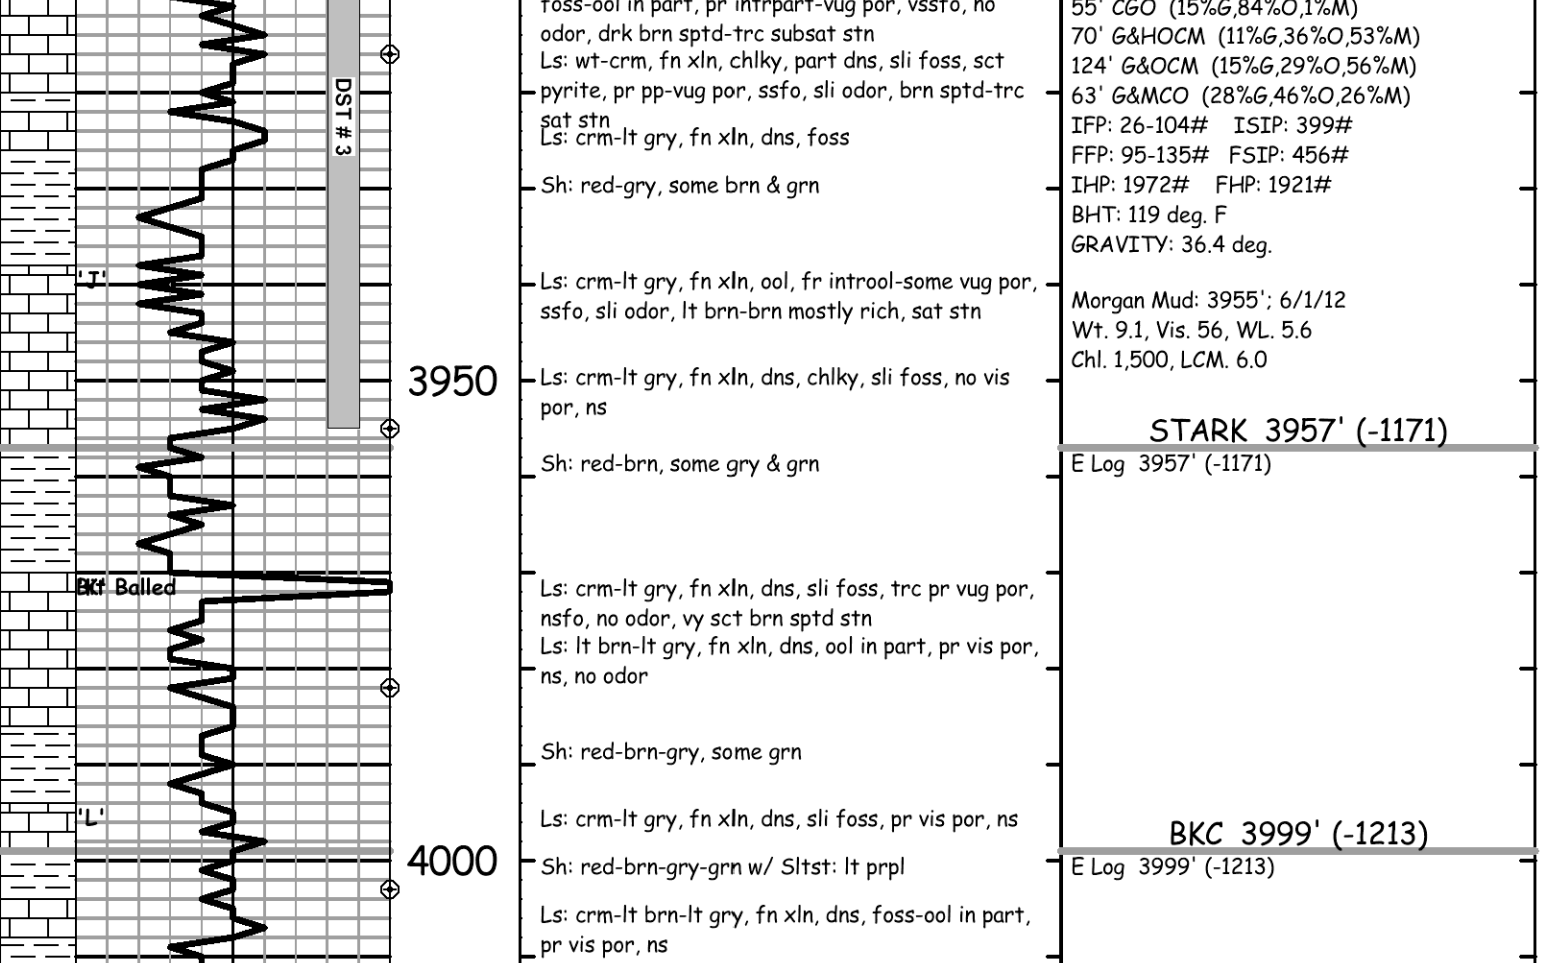 foss-ool in part, pr intrpart-vug por, vssfo, no
odor, drk brn sptd-trc subsat stn
Ls: wt-crm, fn xln, chlky, part dns, sli foss, sct
pyrite, pr pp-vug por, ssfo, sli odor, brn sptd-trc
sat stn
Ls: crm-lt gry, fn xln, dns, foss
Sh: red-gry, some brn & grn
Ls: crm-lt gry, fn xln, ool, fr introol-some vug por,
ssfo, sli odor, lt brn-brn mostly rich, sat stn
Ls: crm-lt gry, fn xln, dns, chlky, sli foss, no vis
por, ns
Sh: red-brn, some gry & grn
Ls: crm-lt gry, fn xln, dns, sli foss, trc pr vug por,
nsfo, no odor, vy sct brn sptd stn
Ls: lt brn-lt gry, fn xln, dns, ool in part, pr vis por,
ns, no odor
Sh: red-brn-gry, some grn
Ls: crm-lt gry, fn xln, dns, sli foss, pr vis por, ns
Sh: red-brn-gry-grn w/ Sltst: lt prpl
Ls: crm-lt brn-lt gry, fn xln, dns, foss-ool in part,
pr vis por, ns
DST # 3
'J'
3950
Balled
'L'
4000
55' CGO (15%G,84%O,1%M)
70' G&HOCM (11%G,36%O,53%M)
124' G&OCM (15%G,29%O,56%M)
63' G&MCO (28%G,46%O,26%M)
IFP: 26-104# ISIP: 399#
FFP: 95-135# FSIP: 456#
IHP: 1972# FHP: 1921#
BHT: 119 deg. F
GRAVITY: 36.4 deg.
Morgan Mud: 3955'; 6/1/12
Wt. 9.1, Vis. 56, WL. 5.6
Chl. 1,500, LCM. 6.0
STARK 3957' (-1171)
E Log 3957' (-1171)
BKC 3999' (-1213)
E Log 3999' (-1213)